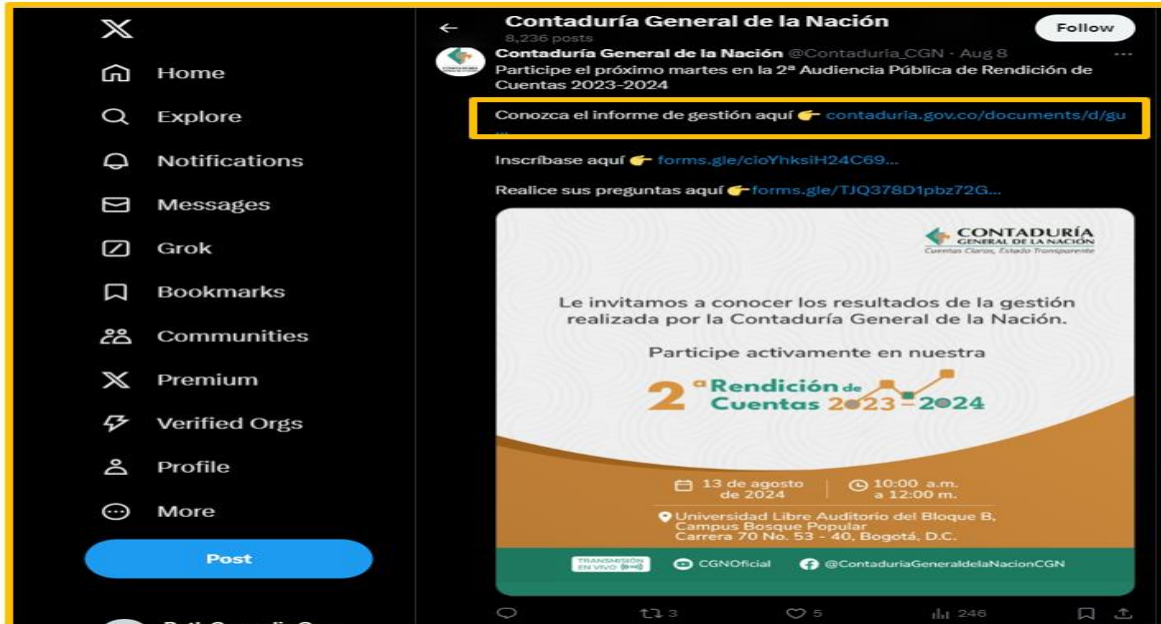 Contaduría General de la Nación
8,236 posts
Follow
Home
Explore
Notifications
Messages
Grok
Bookmarks
Communities
Premium
Verified Orgs
Profile
More
Post
Contaduría General de la Nación @Contaduria_CGN · Aug 8
Participe el próximo martes en la 2ª Audiencia Pública de Rendición de
Cuentas 2023-2024
Conozca el informe de gestión aquí 👉 contaduria.gov.co/documents/d/gu
...
Inscríbase aquí 👉 forms.gle/cioYhksiH24C69...
Realice sus preguntas aquí 👉forms.gle/TJQ378D1pbz72G...
CONTADURÍA
GENERAL DE LA NACIÓN
Cuentas Claras, Estado Transparente
Le invitamos a conocer los resultados de la gestión
realizada por la Contaduría General de la Nación.
Participe activamente en nuestra
2ª Rendición de
Cuentas 2023-2024
13 de agosto
de 2024
10:00 a.m.
a 12:00 m.
Universidad Libre Auditorio del Bloque B,
Campus Bosque Popular
Carrera 70 No. 53 - 40, Bogotá, D.C.
TRANSMISIÓN
EN VIVO
CGNOficial
@ContaduriaGeneraldelaNacionCGN
3
5
246